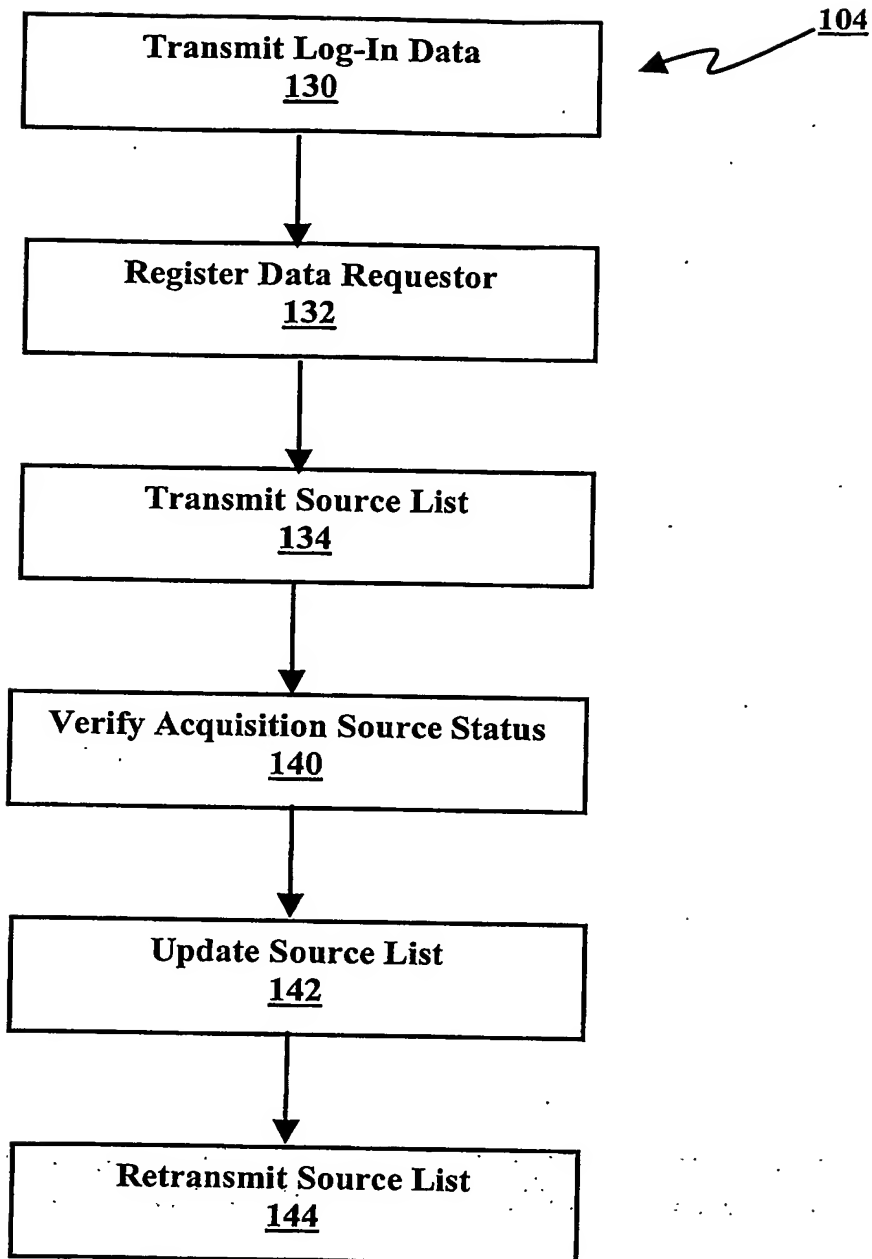 104
Transmit Log-In Data
130
Register Data Requestor
132
Transmit Source List
134
Verify Acquisition Source Status
140
Update Source List
142
Retransmit Source List
144